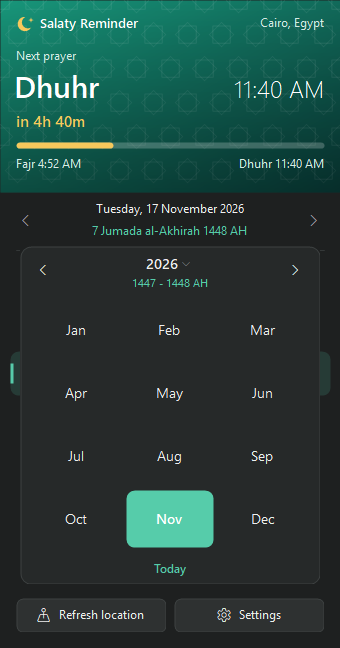 Salaty Reminder
Cairo, Egypt
Next prayer
Dhuhr
11:40 AM
in 4h 40m
Fajr 4:52 AM
Dhuhr 11:40 AM
Tuesday, 17 November 2026
7 Jumada al-Akhirah 1448 AH
2026
1447 - 1448 AH
Jan Feb Mar
Apr May Jun
Jul Aug Sep
Oct Nov Dec
Today
Refresh location
Settings